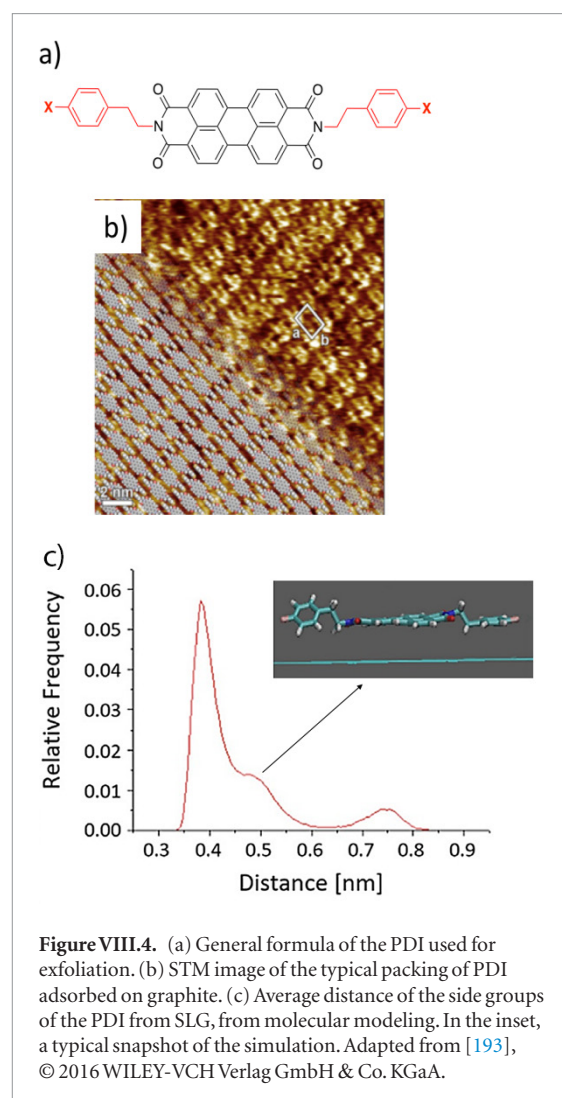 a)
X
N
O
O
O
O
N
X
b)
a
b
2 nm
c)
Relative Frequency
0.06
0.05
0.04
0.03
0.02
0.01
0.00
0.3 0.4 0.5 0.6 0.7 0.8 0.9
Distance [nm]
Figure VIII.4. (a) General formula of the PDI used for
exfoliation. (b) STM image of the typical packing of PDI
adsorbed on graphite. (c) Average distance of the side groups
of the PDI from SLG, from molecular modeling. In the inset,
a typical snapshot of the simulation. Adapted from [193],
© 2016 WILEY-VCH Verlag GmbH & Co. KGaA.